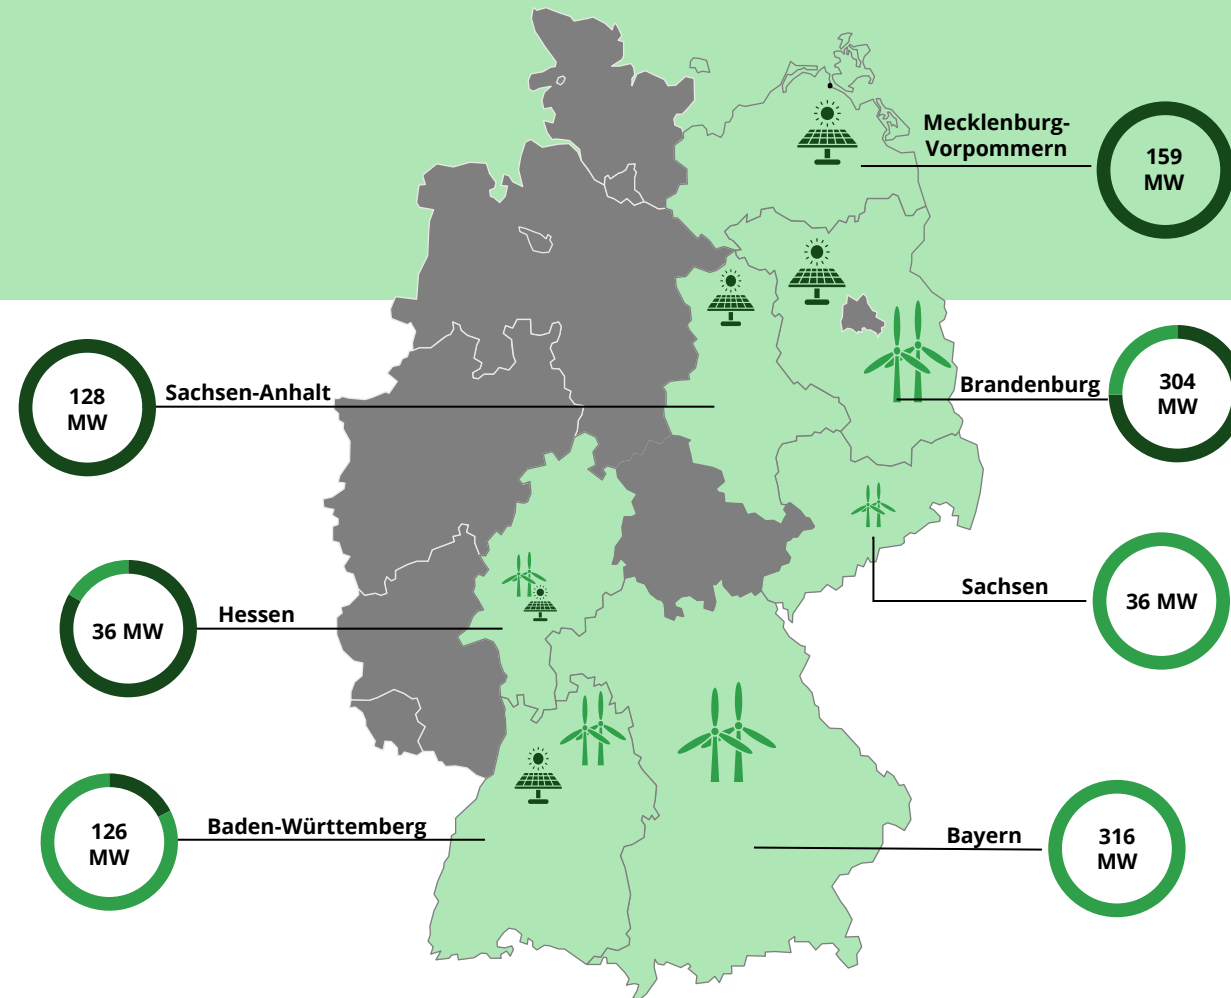 Mecklenburg-
Vorpommern
159
MW
128
MW
Sachsen-Anhalt
Brandenburg
304
MW
Hessen
36 MW
Sachsen
36 MW
126
MW
Baden-Württemberg
Bayern
316
MW